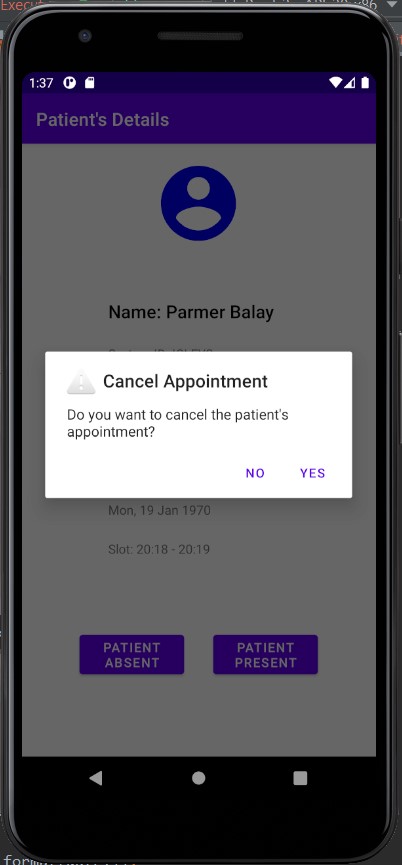 1:37
Patient's Details
Name: Parmer Balay
Cancel Appointment
Do you want to cancel the patient's
appointment?
NO YES
Mon, 19 Jan 1970
Slot: 20:18 - 20:19
PATIENT
ABSENT
PATIENT
PRESENT